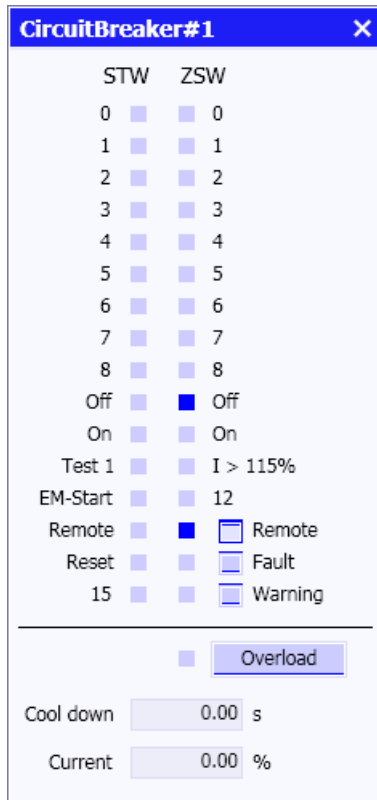 CircuitBreaker#1 ×
STW ZSW
0 0
1 1
2 2
3 3
4 4
5 5
6 6
7 7
8 8
Off Off
On On
Test 1 I > 115%
EM-Start 12
Remote Remote
Reset Fault
15 Warning
Overload
Cool down 0.00 s
Current 0.00 %